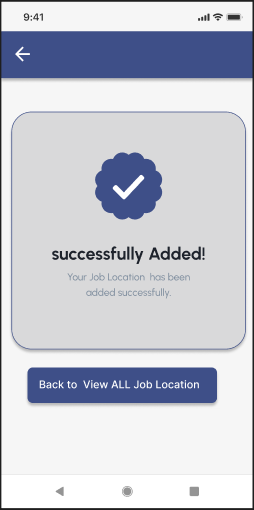 9:41
successfully Added!
Your Job Location has been
added successfully.
Back to View ALL Job Location